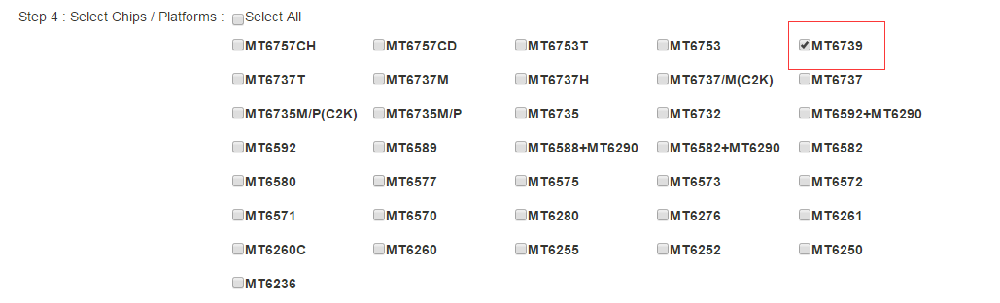 Step 4 : Select Chips / Platforms : Select All
MT6757CH MT6757CD MT6753T MT6753 MT6739
MT6737T MT6737M MT6737H MT6737/M(C2K) MT6737
MT6735M/P(C2K) MT6735M/P MT6735 MT6732 MT6592+MT6290
MT6592 MT6589 MT6588+MT6290 MT6582+MT6290 MT6582
MT6580 MT6577 MT6575 MT6573 MT6572
MT6571 MT6570 MT6280 MT6276 MT6261
MT6260C MT6260 MT6255 MT6252 MT6250
MT6236